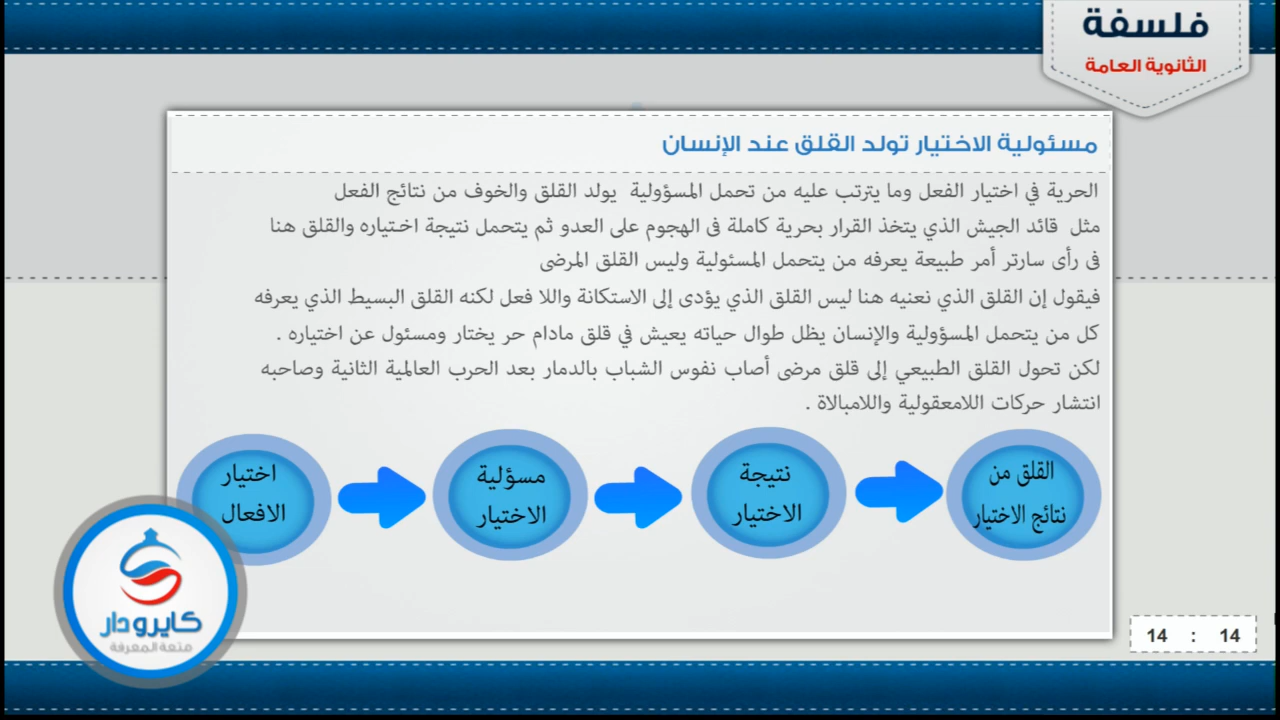 فلسفة
الثانوية العامة
مسئولية الاختيار تولد القلق عند الإنسان
الحرية في اختيار الفعل وما يترتب عليه من تحمل المسؤولية يولد القلق والخوف من نتائج الفعل
مثل قائد الجيش الذي يتخذ القرار بحرية كاملة فى الهجوم على العدو ثم يتحمل نتيجة اختياره والقلق هنا
فى رأى سارتر أمر طبيعة يعرفه من يتحمل المسئولية وليس القلق المرضى
فيقول إن القلق الذي نعنيه هنا ليس القلق الذي يؤدى إلى الاستكانة واللا فعل لكنه القلق البسيط الذي يعرفه
كل من يتحمل المسؤولية والإنسان يظل طوال حياته يعيش في قلق مادام حر يختار ومسئول عن اختياره .
لكن تحول القلق الطبيعي إلى قلق مرضى أصاب نفوس الشباب بالدمار بعد الحرب العالمية الثانية وصاحبه
انتشار حركات اللامعقولية واللامبالاة .
القلق من
نتائج الاختيار
نتيجة
الاختيار
مسؤلية
الاختيار
اختيار
الافعال
كايرودار
متعة المعرفة
14 : 14